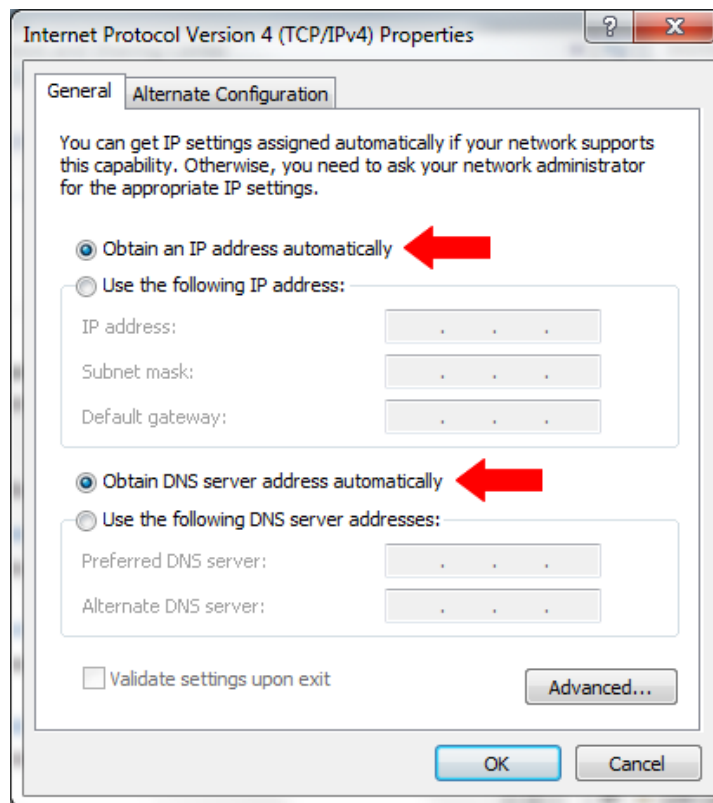 Internet Protocol Version 4 (TCP/IPv4) Properties
General
Alternate Configuration
You can get IP settings assigned automatically if your network supports
this capability. Otherwise, you need to ask your network administrator
for the appropriate IP settings.
Obtain an IP address automatically
Use the following IP address:
IP address:
Subnet mask:
Default gateway:
Obtain DNS server address automatically
Use the following DNS server addresses:
Preferred DNS server:
Alternate DNS server:
Validate settings upon exit
Advanced...
OK
Cancel